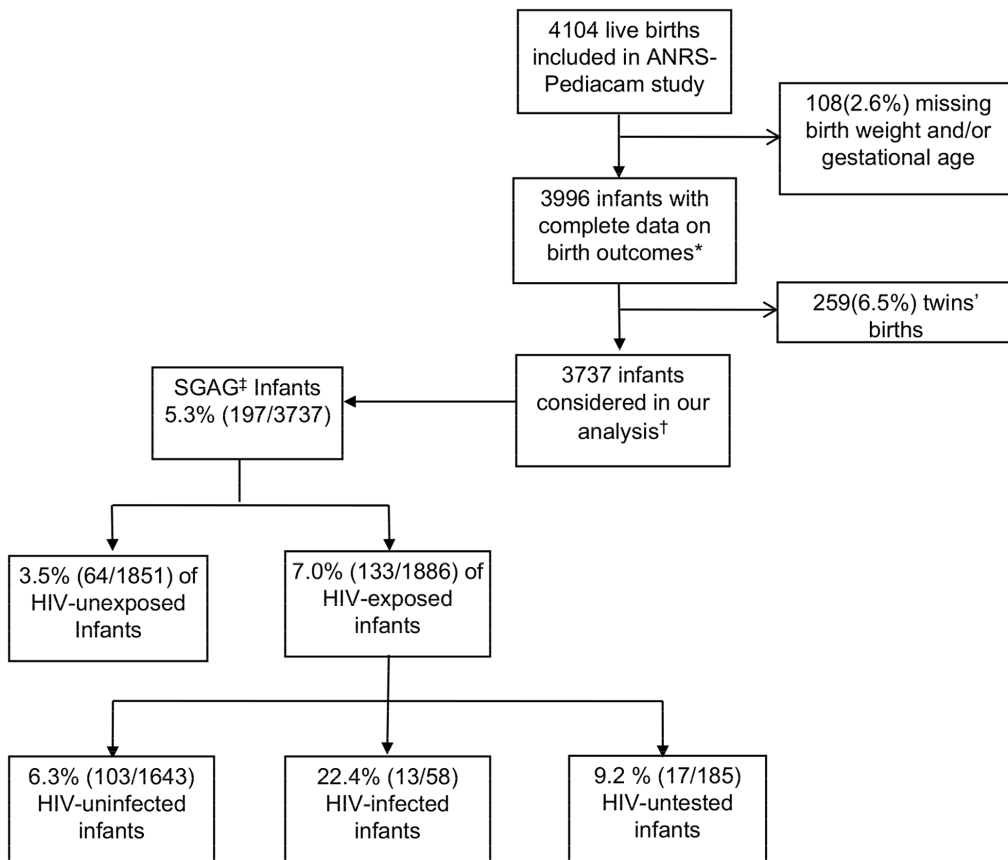 4104 live births
included in ANRS-
Pediacam study
108(2.6%) missing
birth weight and/or
gestational age
3996 infants with
complete data on
birth outcomes*
259(6.5%) twins’
births
3737 infants
considered in our
analysis†
SGAG‡ Infants
5.3% (197/3737)
3.5% (64/1851) of
HIV-unexposed
Infants
7.0% (133/1886) of
HIV-exposed
infants
6.3% (103/1643)
HIV-uninfected
infants
22.4% (13/58)
HIV-infected
infants
9.2 % (17/185)
HIV-untested
infants